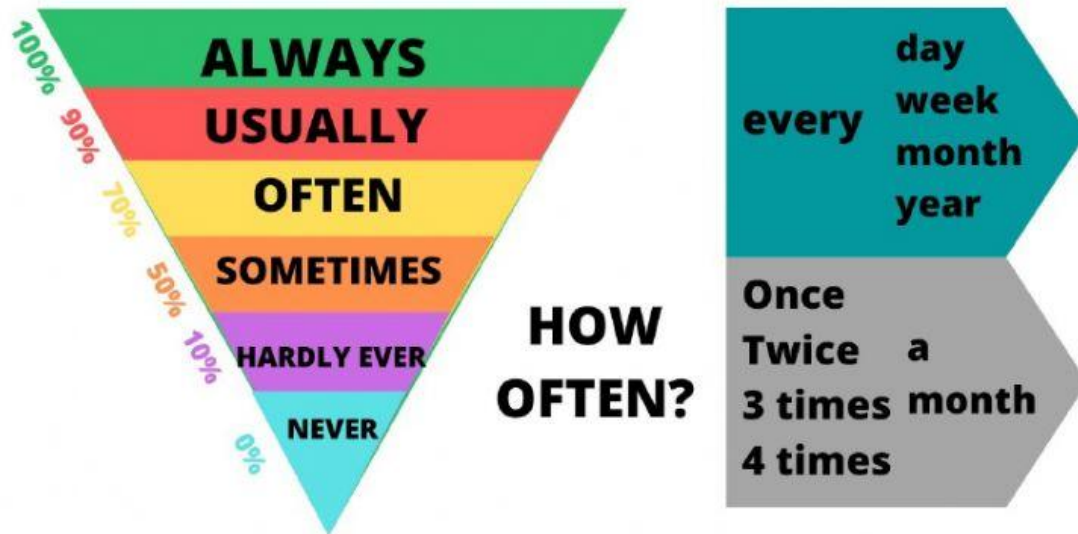 100%
ALWAYS
90%
USUALLY
70%
OFTEN
50%
SOMETIMES
10%
HARDLY EVER
0%
NEVER
HOW
OFTEN?
every
day
week
month
year
Once
Twice
3 times
4 times
a
month